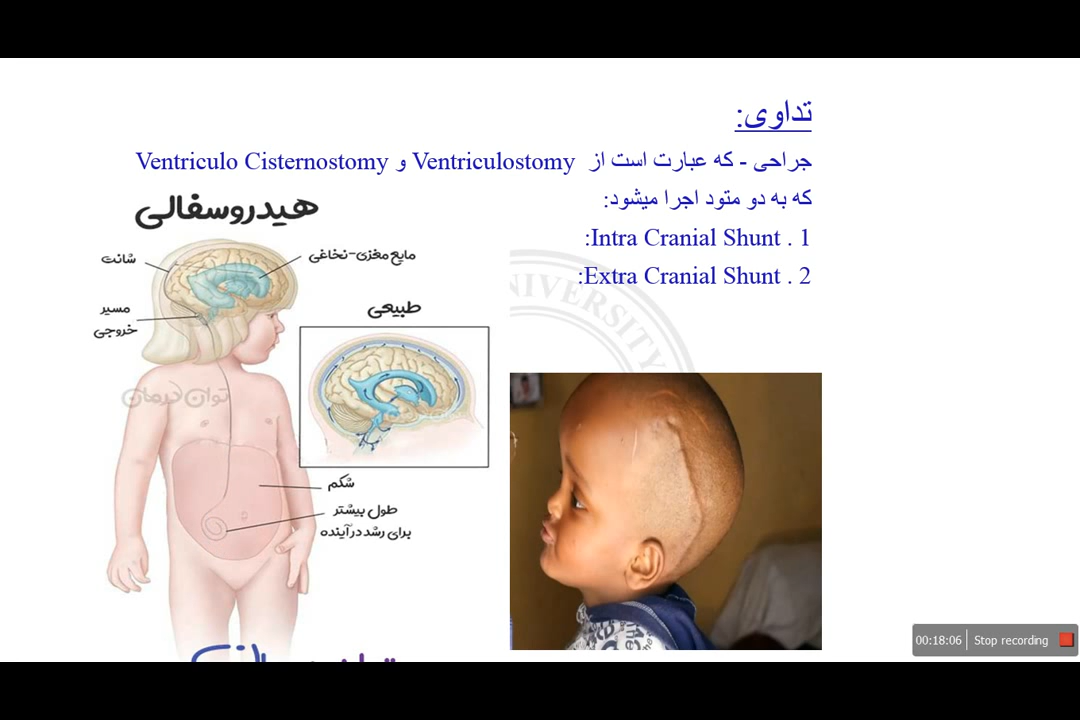 تداوی:
جراحی - که عبارت است از Ventriculostomy و Ventriculo Cisternostomy
که به دو متود اجرا میشود:
1 . Intra Cranial Shunt:
2 . Extra Cranial Shunt:
هیدروسفالی
شانت
مایع مغزی-نخاعی
مسیر
خروجی
طبیعی
توان درمان
شکم
طول بیشتر
برای رشد در آینده
UNIVERSITY
00:18:06 Stop recording